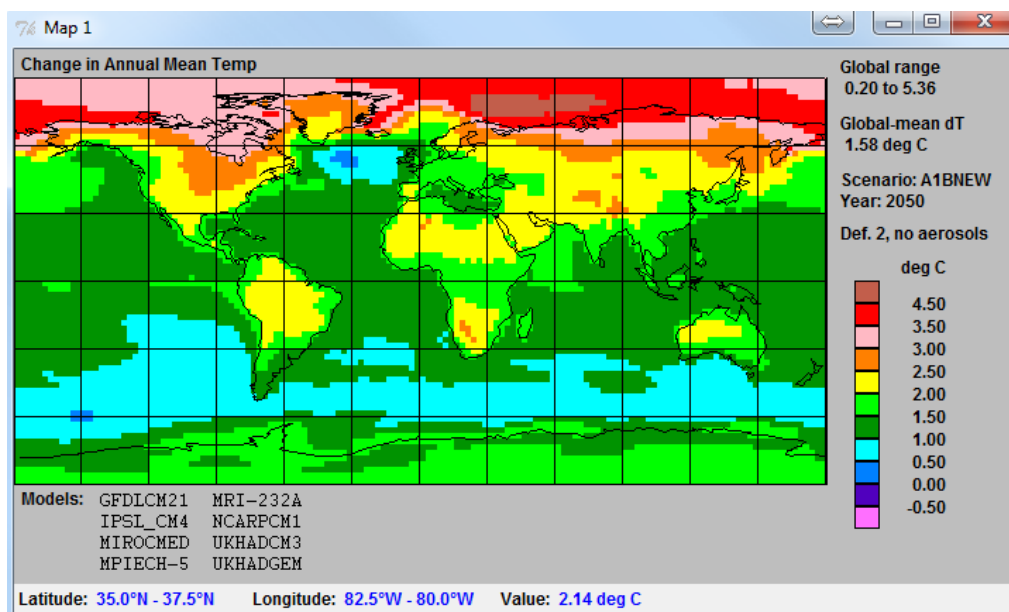 Map 1
Change in Annual Mean Temp
Global range
0.20 to 5.36
Global-mean dT
1.58 deg C
Scenario: A1BNEW
Year: 2050
Def. 2, no aerosols
deg C
4.50
3.50
3.00
2.50
2.00
1.50
1.00
0.50
0.00
-0.50
Models: GFDLCM21 MRI-232A
IPSL_CM4 NCARPCM1
MIROCMED UKHADCM3
MPIECH-5 UKHADGEM
Latitude: 35.0°N - 37.5°N Longitude: 82.5°W - 80.0°W Value: 2.14 deg C